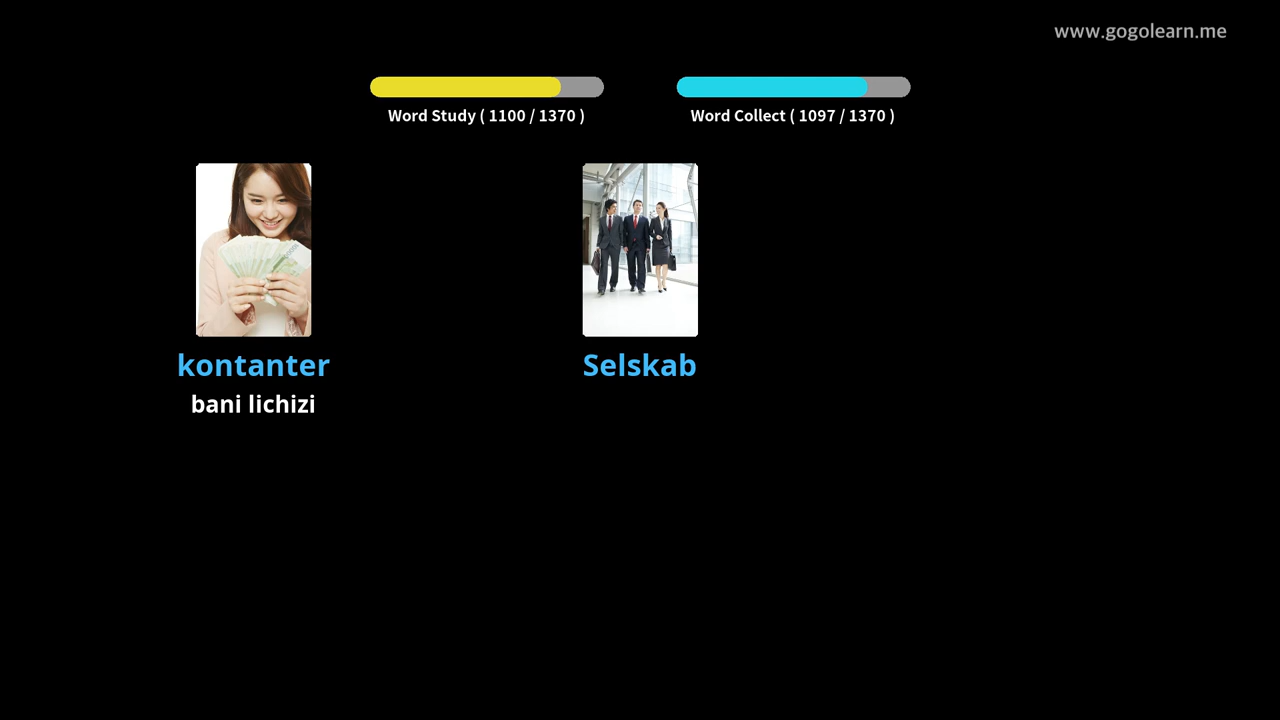 www.gogolearn.me
Word Study ( 1100 / 1370 )
Word Collect ( 1097 / 1370 )
kontanter
bani lichizi
Selskab